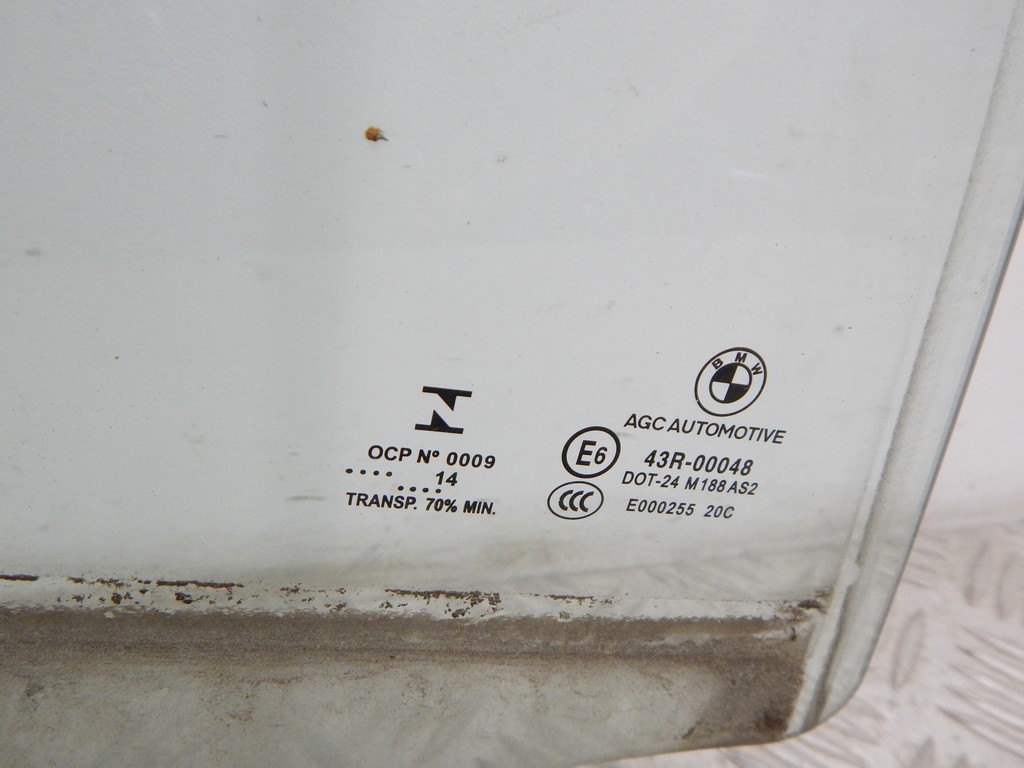 OCP Nº 0009
.... 14
....
TRANSP. 70% MIN.
BMW
AGC AUTOMOTIVE
E6 43R-00048
DOT-24 M188 AS2
CCC E000255 20C